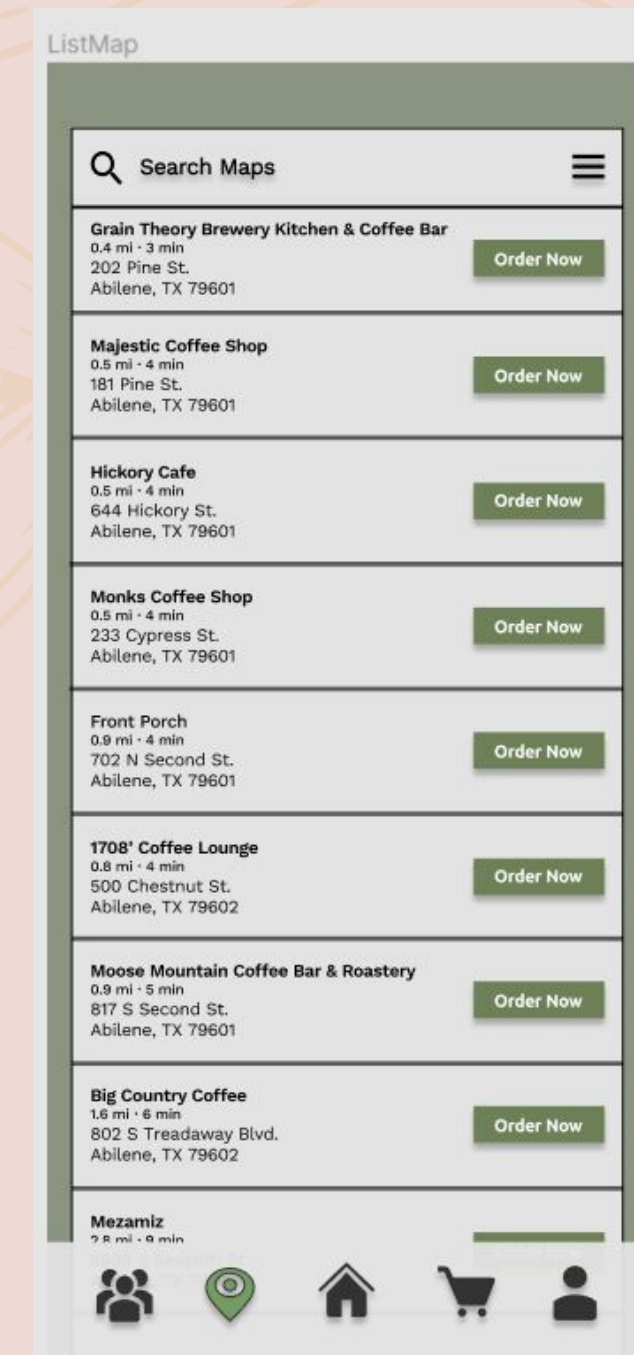 ListMap
Search Maps
Grain Theory Brewery Kitchen & Coffee Bar
0.4 mi · 3 min
202 Pine St.
Abilene, TX 79601
Order Now
Majestic Coffee Shop
0.5 mi · 4 min
181 Pine St.
Abilene, TX 79601
Order Now
Hickory Cafe
0.5 mi · 4 min
644 Hickory St.
Abilene, TX 79601
Order Now
Monks Coffee Shop
0.5 mi · 4 min
233 Cypress St.
Abilene, TX 79601
Order Now
Front Porch
0.9 mi · 4 min
702 N Second St.
Abilene, TX 79601
Order Now
1708' Coffee Lounge
0.8 mi · 4 min
500 Chestnut St.
Abilene, TX 79602
Order Now
Moose Mountain Coffee Bar & Roastery
0.9 mi · 5 min
817 S Second St.
Abilene, TX 79601
Order Now
Big Country Coffee
1.6 mi · 6 min
802 S Treadaway Blvd.
Abilene, TX 79602
Order Now
Mezamiz
2.8 mi · 9 min